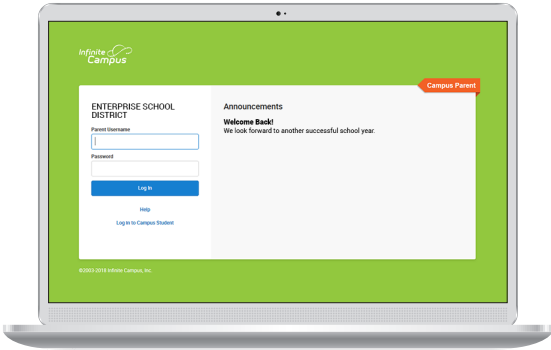 Infinite
Campus
Campus Parent
ENTERPRISE SCHOOL
DISTRICT
Parent Username
Password
Log In
Help
Log in to Campus Student
Announcements
Welcome Back!
We look forward to another successful school year.
©2003-2018 Infinite Campus, Inc.